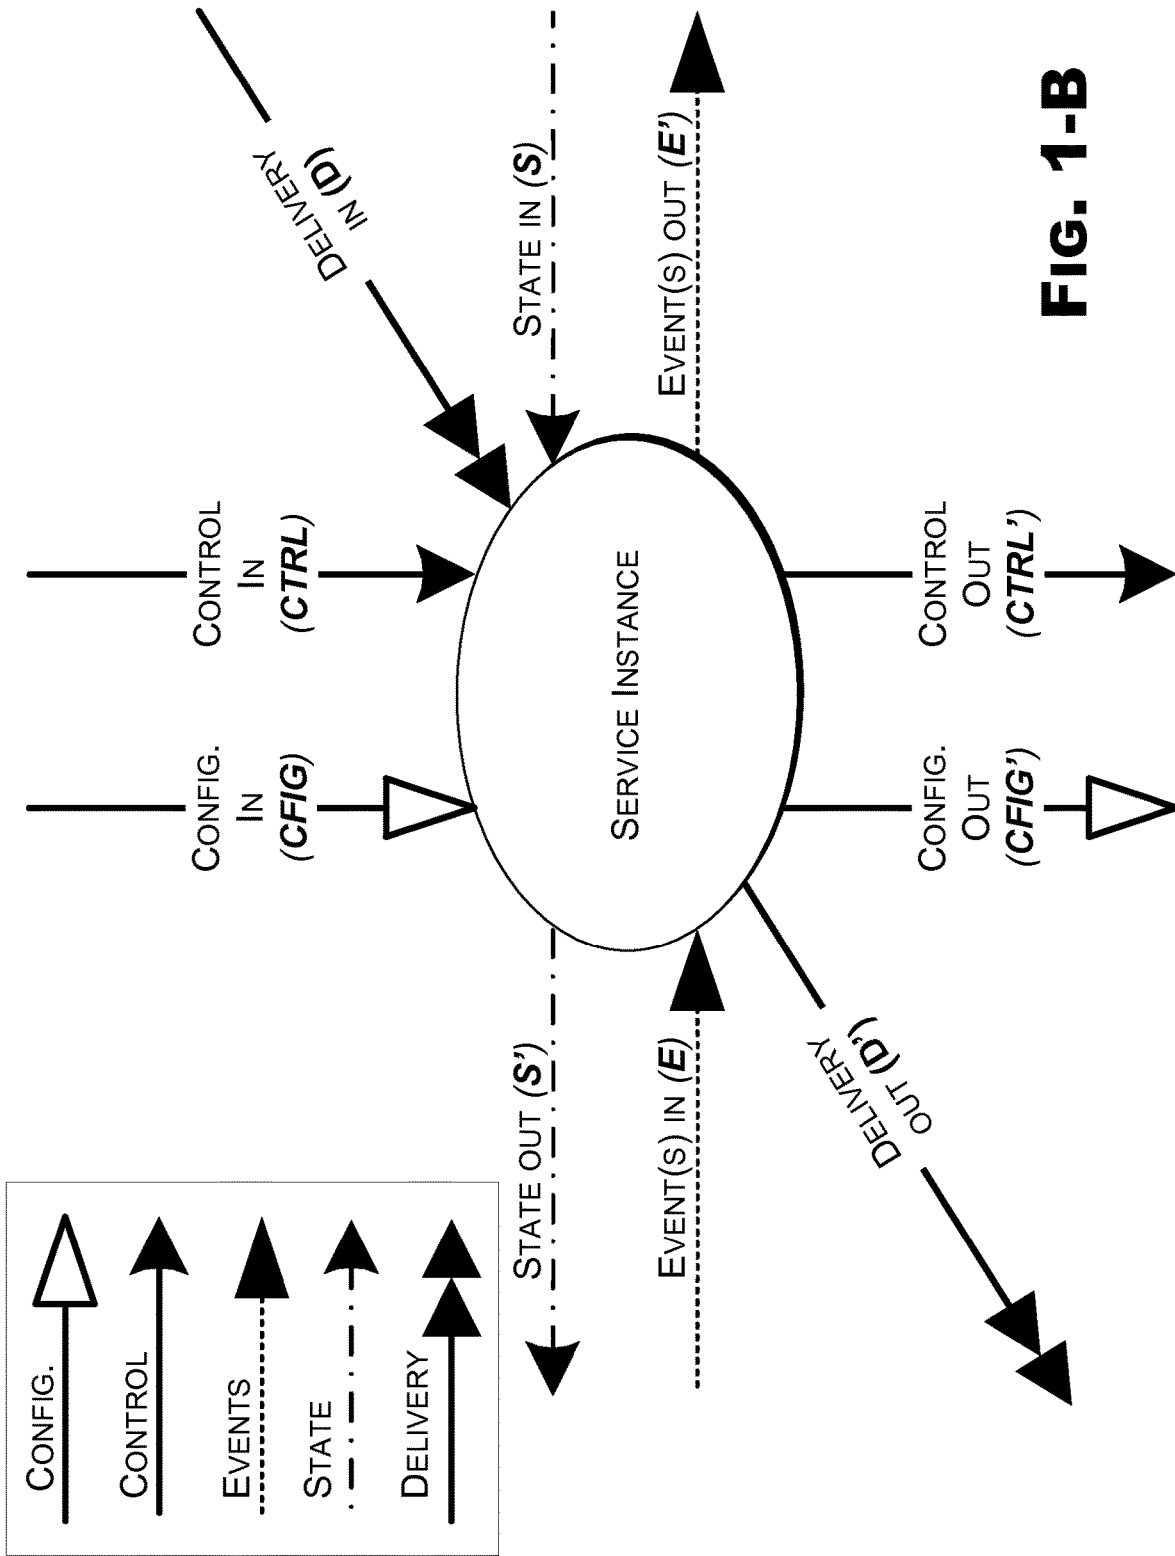 CONFIG.
CONTROL
EVENTS
STATE
DELIVERY
CONFIG.
IN
(CFIG)
CONTROL
IN
(CTRL)
DELIVERY
IN (D)
STATE OUT (S')
STATE IN (S)
SERVICE INSTANCE
EVENT(S) IN (E)
EVENT(S) OUT (E')
DELIVERY
OUT (D')
CONFIG.
OUT
(CFIG')
CONTROL
OUT
(CTRL')
FIG. 1-B